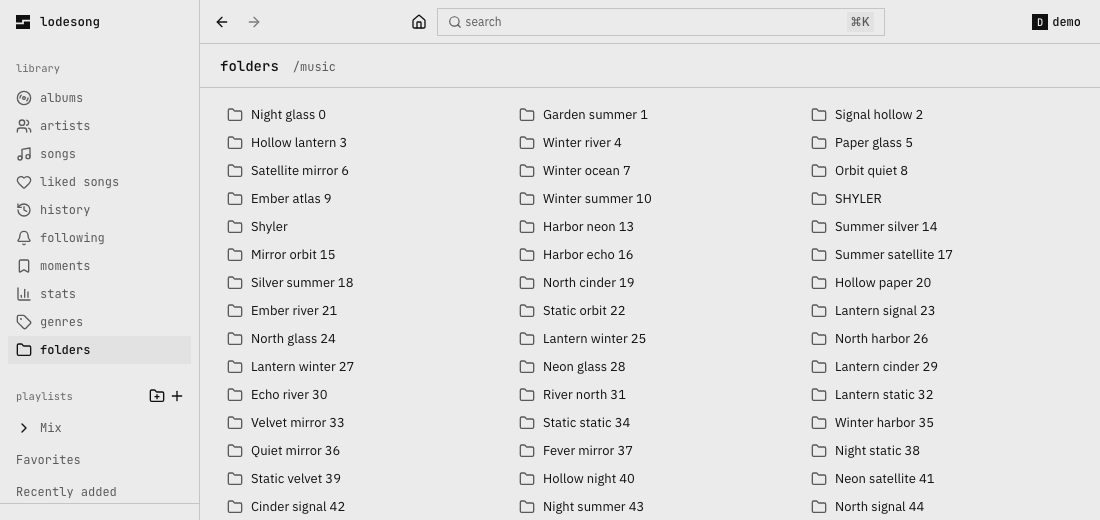 lodesong
search
⌘K
D
demo
library
albums
artists
songs
liked songs
history
following
moments
stats
genres
folders
playlists
Mix
Favorites
Recently added
folders /music
Night glass 0
Garden summer 1
Signal hollow 2
Hollow lantern 3
Winter river 4
Paper glass 5
Satellite mirror 6
Winter ocean 7
Orbit quiet 8
Ember atlas 9
Winter summer 10
SHYLER
Shyler
Harbor neon 13
Summer silver 14
Mirror orbit 15
Harbor echo 16
Summer satellite 17
Silver summer 18
North cinder 19
Hollow paper 20
Ember river 21
Static orbit 22
Lantern signal 23
North glass 24
Lantern winter 25
North harbor 26
Lantern winter 27
Neon glass 28
Lantern cinder 29
Echo river 30
River north 31
Lantern static 32
Velvet mirror 33
Static static 34
Winter harbor 35
Quiet mirror 36
Fever mirror 37
Night static 38
Static velvet 39
Hollow night 40
Neon satellite 41
Cinder signal 42
Night summer 43
North signal 44